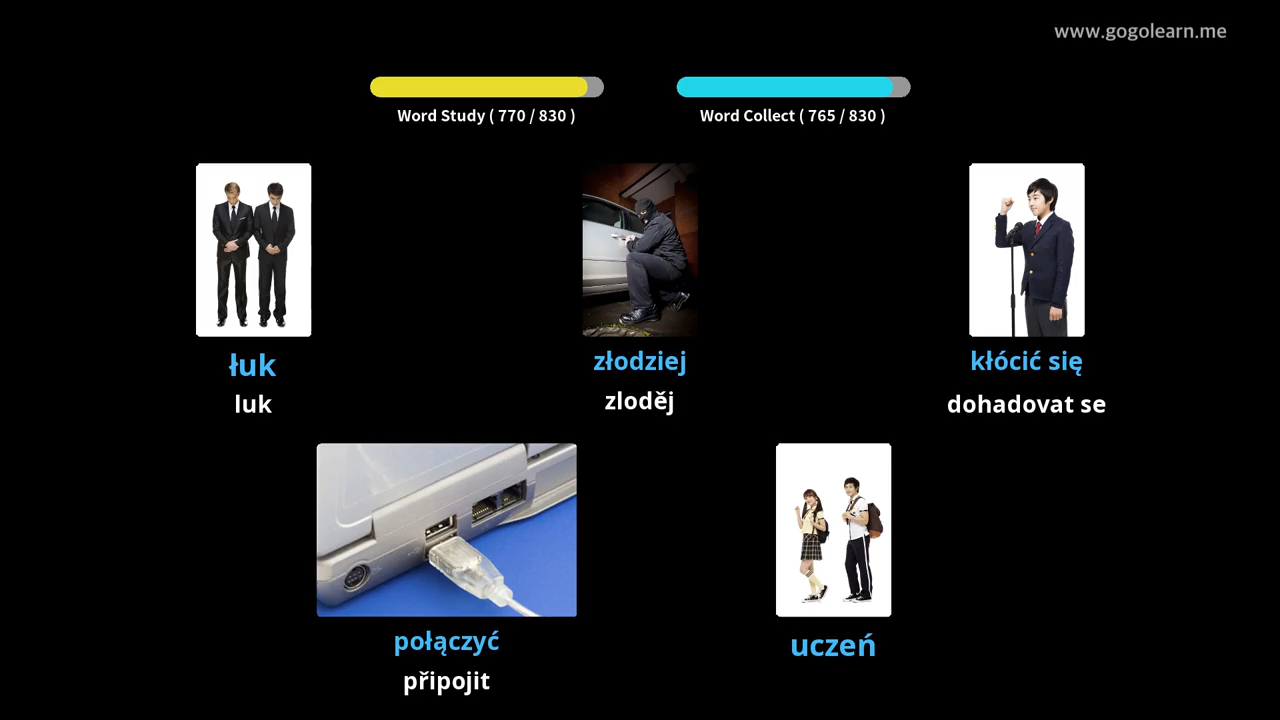 www.gogolearn.me
Word Study ( 770 / 830 )
Word Collect ( 765 / 830 )
łuk
luk
złodziej
zloděj
kłócić się
dohadovat se
połączyć
připojit
uczeń